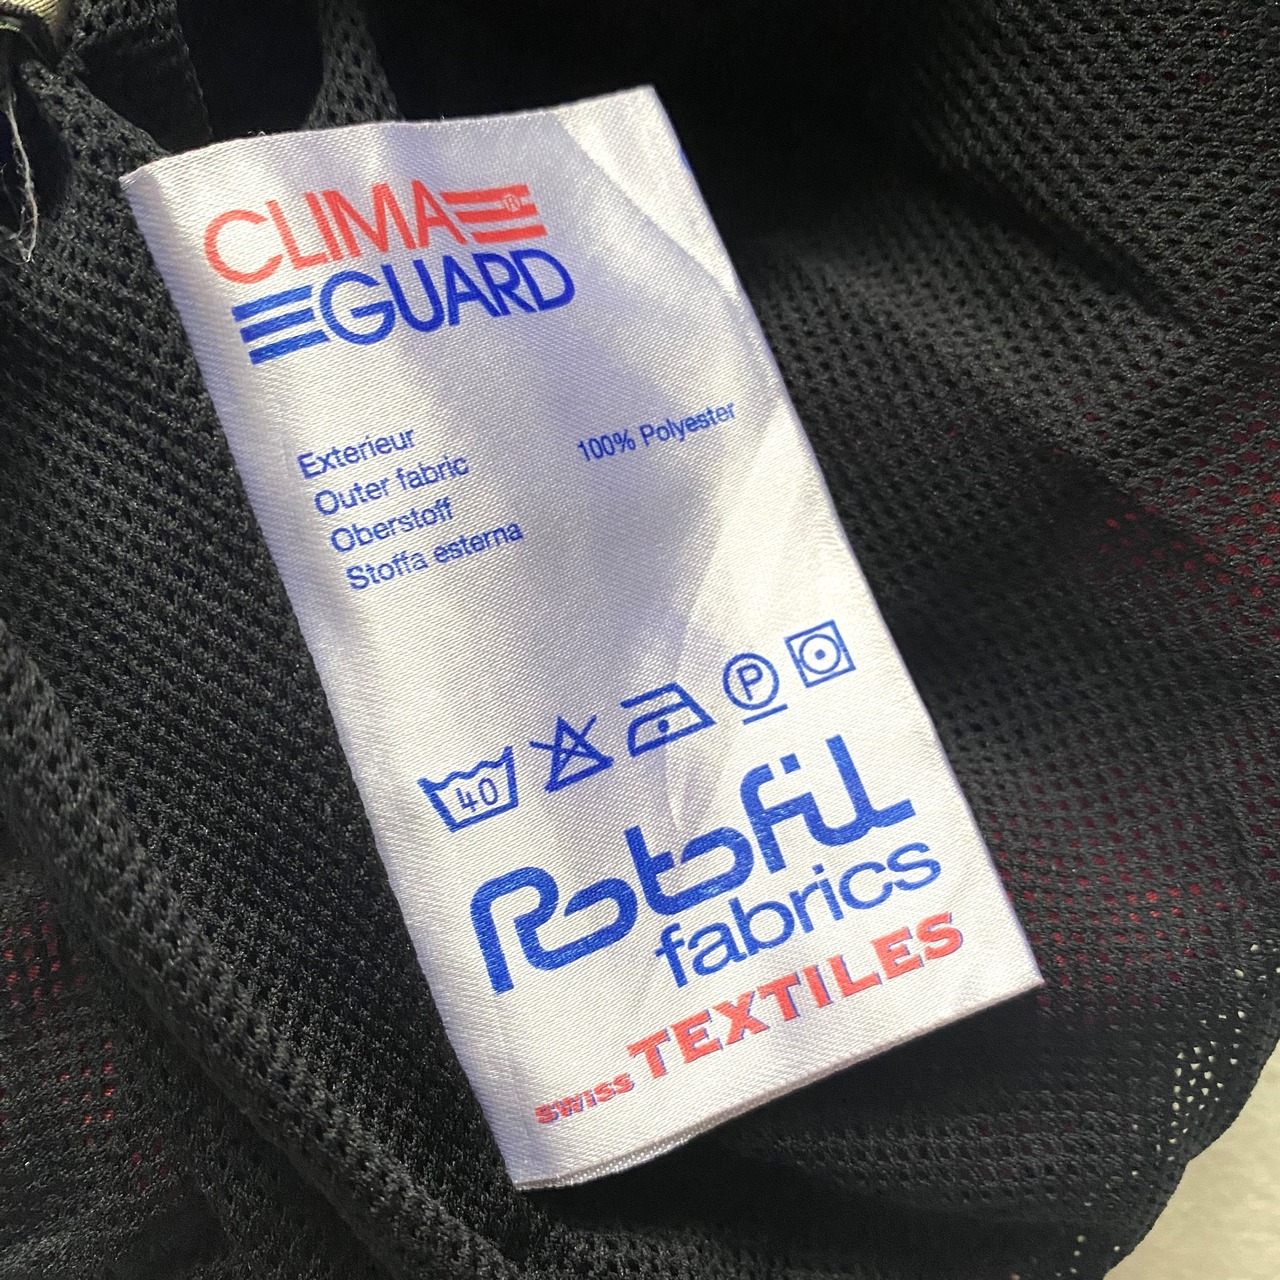 CLIMA®
GUARD
Exterieur 100% Polyester
Outer fabric
Oberstoff
Stoffa esterna
40 P
Rotofil
fabrics
swiss TEXTILES